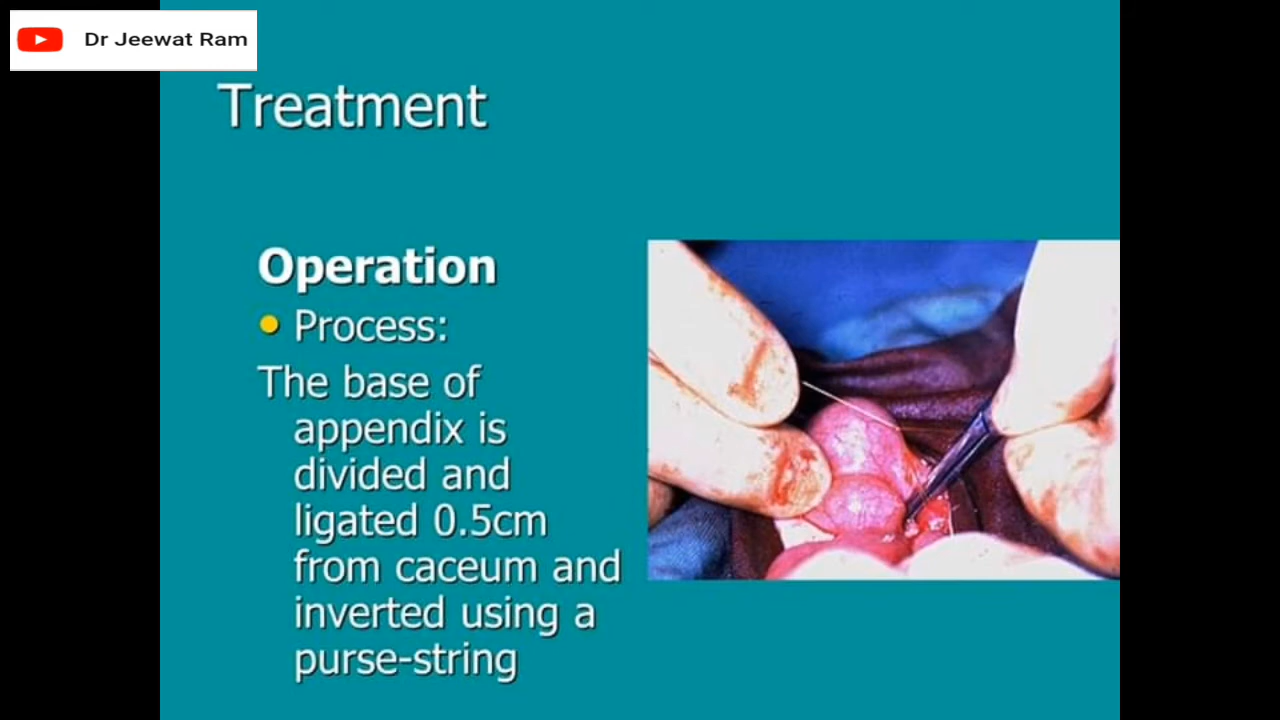 Dr Jeewat Ram
Treatment
Operation
Process:
The base of
appendix is
divided and
ligated 0.5cm
from caceum and
inverted using a
purse-string